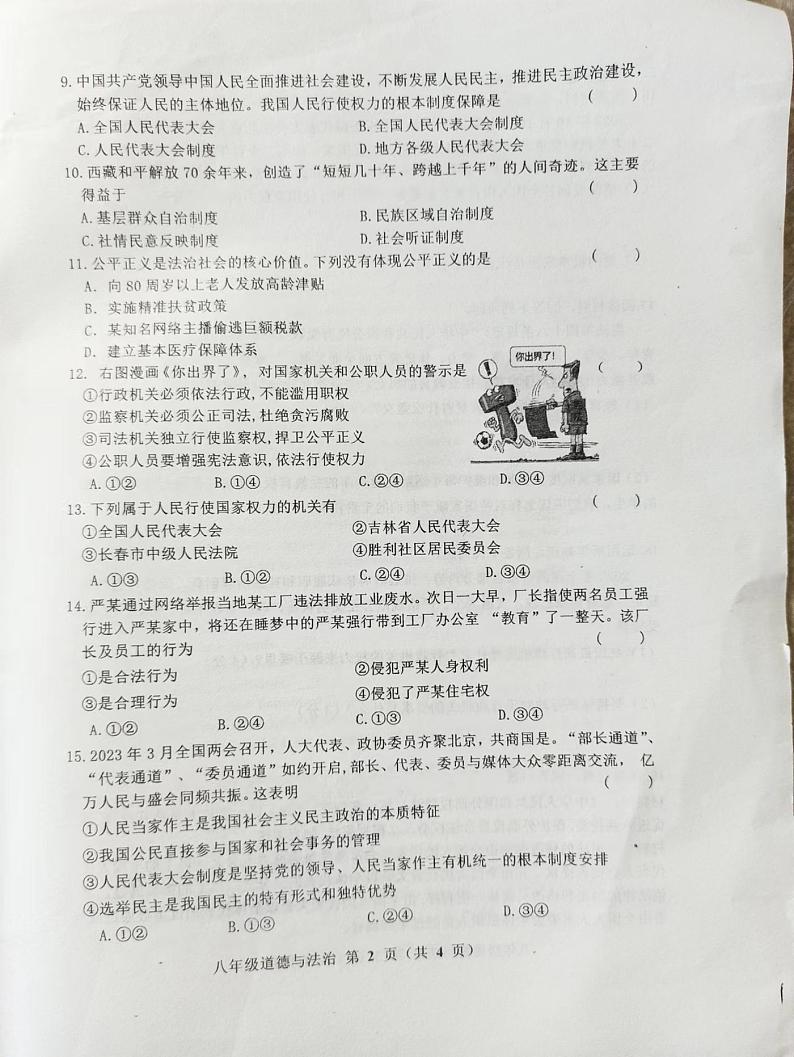 9.中国共产党领导中国人民全面推进社会建设，不断发展人民民主，推进民主政治建设，
始终保证人民的主体地位。我国人民行使权力的根本制度保障是 （ ）
A.全国人民代表大会 B.全国人民代表大会制度
C.人民代表大会制度 D.地方各级人民代表大会
10.西藏和平解放 70 余年来，创造了“短短几十年、跨越上千年”的人间奇迹。这主要
得益于 （ ）
A.基层群众自治制度 B.民族区域自治制度
C.社情民意反映制度 D.社会听证制度
11.公平正义是法治社会的核心价值。下列没有体现公平正义的是 （ ）
A. 向 80 周岁以上老人发放高龄津贴
B. 实施精准扶贫政策
C. 某知名网络主播偷逃巨额税款
D. 建立基本医疗保障体系
12. 右图漫画《你出界了》，对国家机关和公职人员的警示是 （ ）
你出界了!
①行政机关必须依法行政,不能滥用职权
②监察机关必须公正司法,杜绝贪污腐败
③司法机关独立行使监察权,捍卫公平正义
④公职人员要增强宪法意识,依法行使权力
A.①② B.①④ C.②④ D.③④
13.下列属于人民行使国家权力的机关有 （ ）
①全国人民代表大会 ②吉林省人民代表大会
③长春市中级人民法院 ④胜利社区居民委员会
A.①③ B.①② C.②④ D.③④
14.严某通过网络举报当地某工厂违法排放工业废水。次日一大早，厂长指使两名员工强
行进入严某家中，将还在睡梦中的严某强行带到工厂办公室 “教育”了一整天。该厂
长及员工的行为 （ ）
①是合法行为 ②侵犯严某人身权利
③是合理行为 ④侵犯了严某住宅权
A.①② B.②④ C.①③ D.③④
15.2023 年 3 月全国两会召开，人大代表、政协委员齐聚北京，共商国是。“部长通道”、
“代表通道”、“委员通道”如约开启,部长、代表、委员与媒体大众零距离交流， 亿
万人民与盛会同频共振。这表明 （ ）
①人民当家作主是我国社会主义民主政治的本质特征
②我国公民直接参与国家和社会事务的管理
③人民代表大会制度是坚持党的领导、人民当家作主有机统一的根本制度安排
④选举民主是我国民主的特有形式和独特优势
A.①② B.①③ C.②④ D.③④
八年级道德与法治 第 2 页（共 4 页）